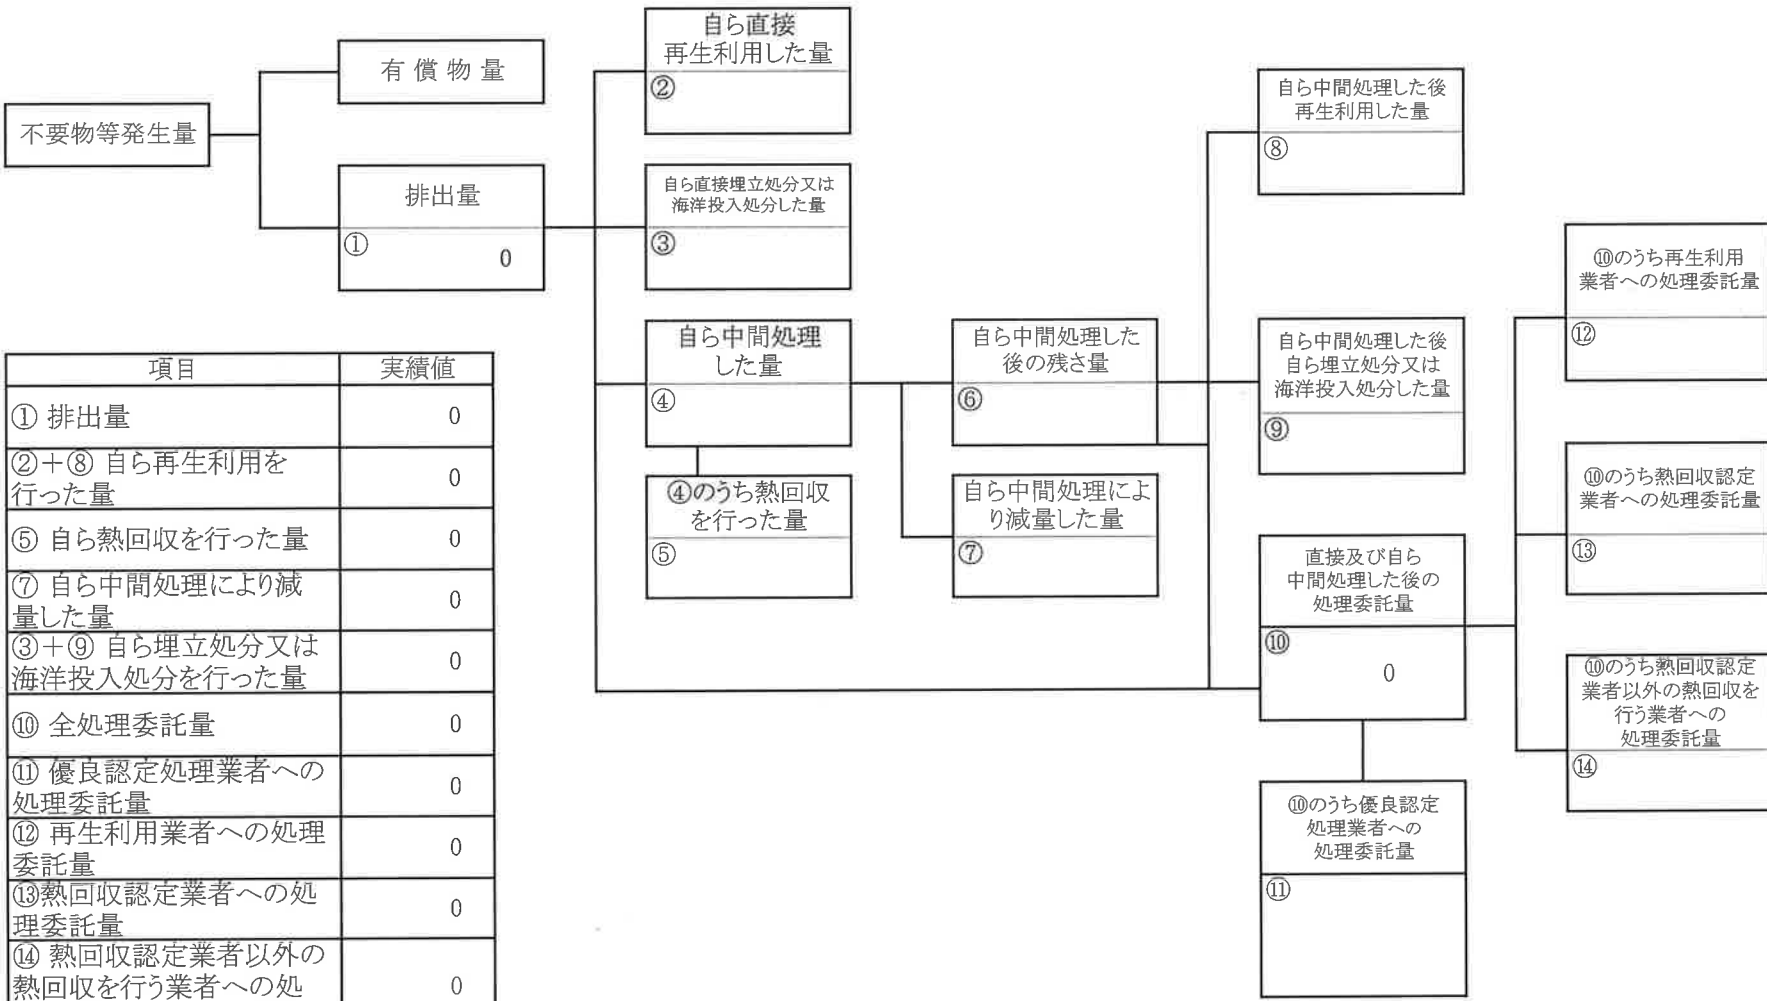 不要物等発生量
有償物量
排出量
①
0
自ら直接
再生利用した量
②
自ら直接埋立処分又は
海洋投入処分した量
③
自ら中間処理
した量
④
④のうち熱回収
を行った量
⑤
自ら中間処理した
後の残さ量
⑥
自ら中間処理によ
り減量した量
⑦
自ら中間処理した後
再生利用した量
⑧
自ら中間処理した後
自ら埋立処分又は
海洋投入処分した量
⑨
直接及び自ら
中間処理した後の
処理委託量
⑩
0
⑩のうち優良認定
処理業者への
処理委託量
⑪
⑩のうち再生利用
業者への処理委託量
⑫
⑩のうち熱回収認定
業者への処理委託量
⑬
⑩のうち熱回収認定
業者以外の熱回収を
行う業者への
処理委託量
⑭
項目 実績値
① 排出量 0
②+⑧ 自ら再生利用を
行った量 0
⑤ 自ら熱回収を行った量 0
⑦ 自ら中間処理により減
量した量 0
③+⑨ 自ら埋立処分又は
海洋投入処分を行った量 0
⑩ 全処理委託量 0
⑪ 優良認定処理業者への
処理委託量 0
⑫ 再生利用業者への処理
委託量 0
⑬熱回収認定業者への処
理委託量 0
⑭ 熱回収認定業者以外の
熱回収を行う業者への処 0